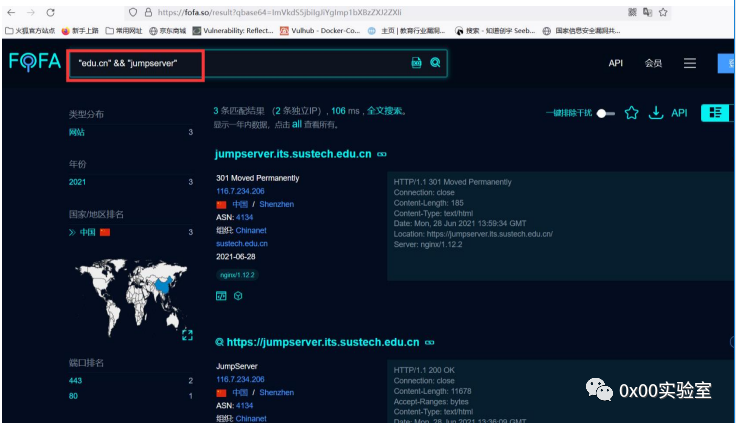 https://fofa.so/result?qbase64=ImVkdS5jbiIgJiYgImp1bXBzZXJ2ZXIi
火狐官方站点 新手上路 常用网址 京东商城 Vulnerability: Reflect... Vulhub - Docker-Co... 主页 | 教育行业漏洞... 搜索 - 知道创宇 Seeb... 国家信息安全漏洞共...
FOFA "edu.cn" && "jumpserver" API 会员
类型分布
网站 3
年份
2021 3
国家/地区排名
中国 3
端口排名
443 2
80 1
3 条匹配结果 （2 条独立IP）, 106 ms , 全文搜索。
显示一年内数据，点击 all 查看所有。
一键排除干扰 API
jumpserver.its.sustech.edu.cn
301 Moved Permanently
116.7.234.206
中国 / Shenzhen
ASN: 4134
组织: Chinanet
sustech.edu.cn
2021-06-28
nginx/1.12.2
HTTP/1.1 301 Moved Permanently
Connection: close
Content-Length: 185
Content-Type: text/html
Date: Mon, 28 Jun 2021 13:59:34 GMT
Location: https://jumpserver.its.sustech.edu.cn/
Server: nginx/1.12.2
https://jumpserver.its.sustech.edu.cn
JumpServer
116.7.234.206
中国 / Shenzhen
ASN: 4134
组织: Chinanet
HTTP/1.1 200 OK
Connection: close
Content-Length: 11678
Accept-Ranges: bytes
Content-Type: text/html
Date: Mon, 28 Jun 2021 13:36:09 GMT
0x00实验室